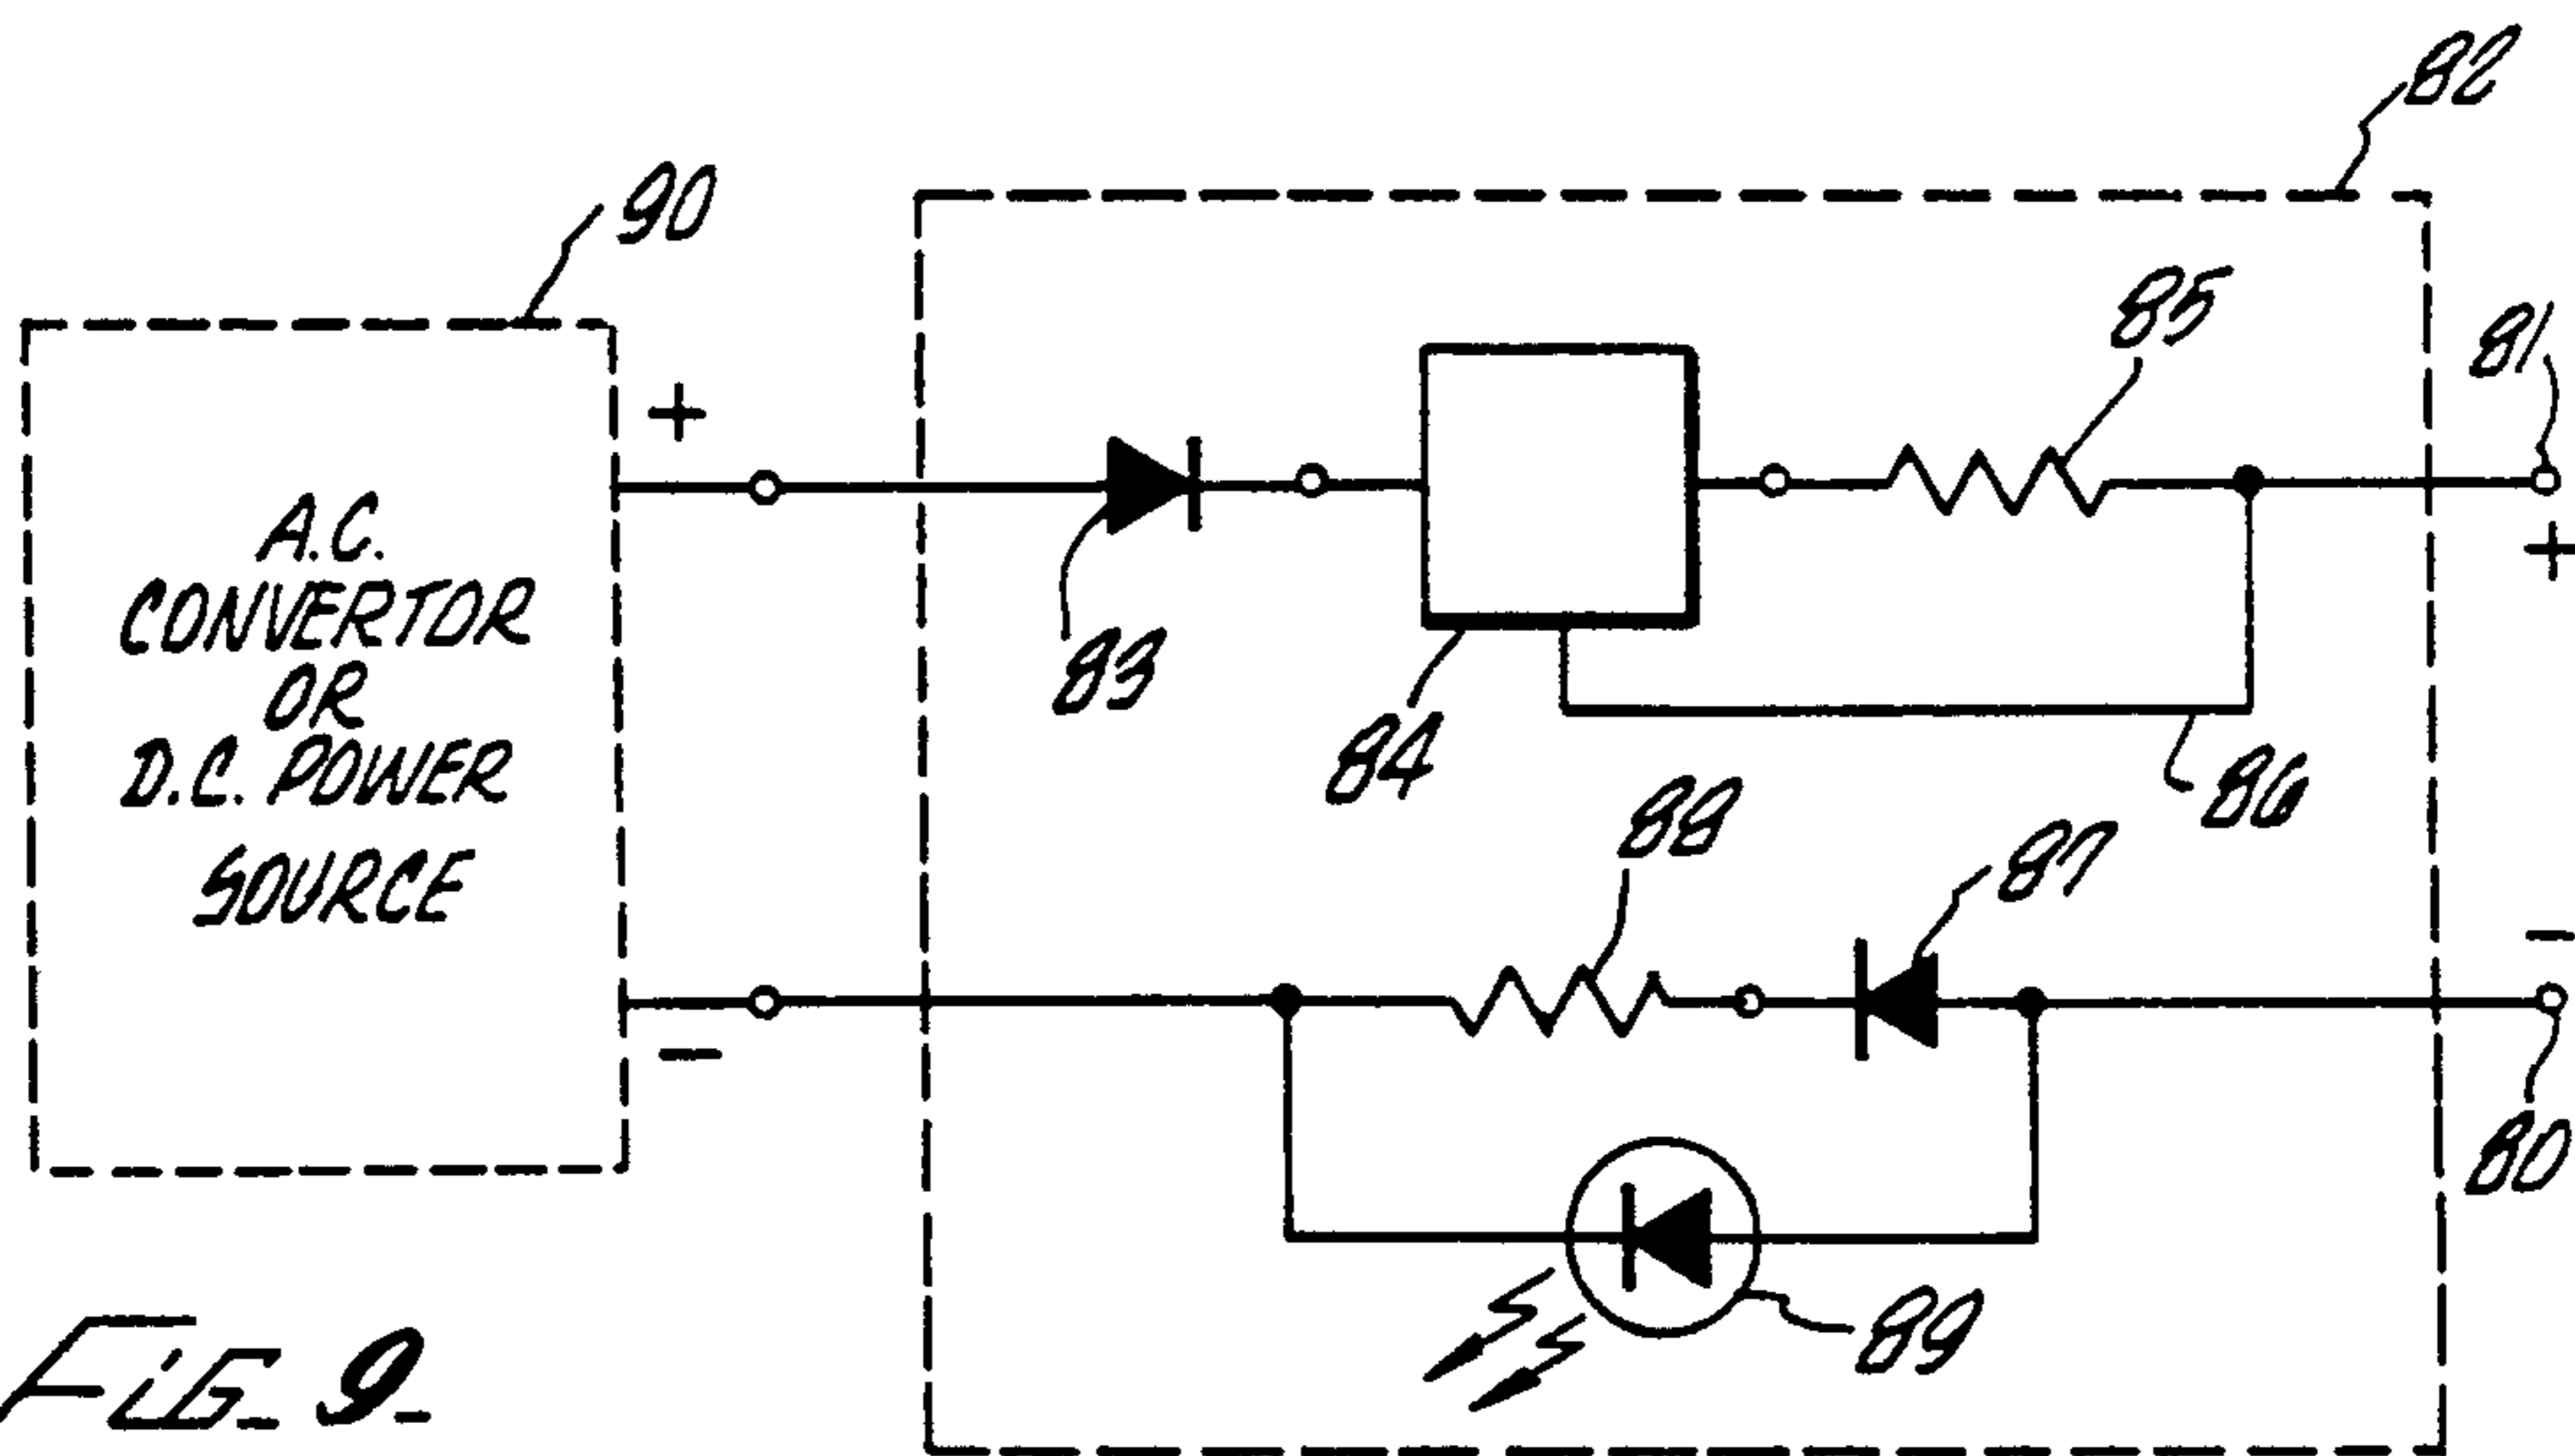 82
90
85
81
+
A.C.
CONVERTOR
OR
D.C. POWER
SOURCE
+
83
84
86
88
87
-
-
80
89
FIG. 9.